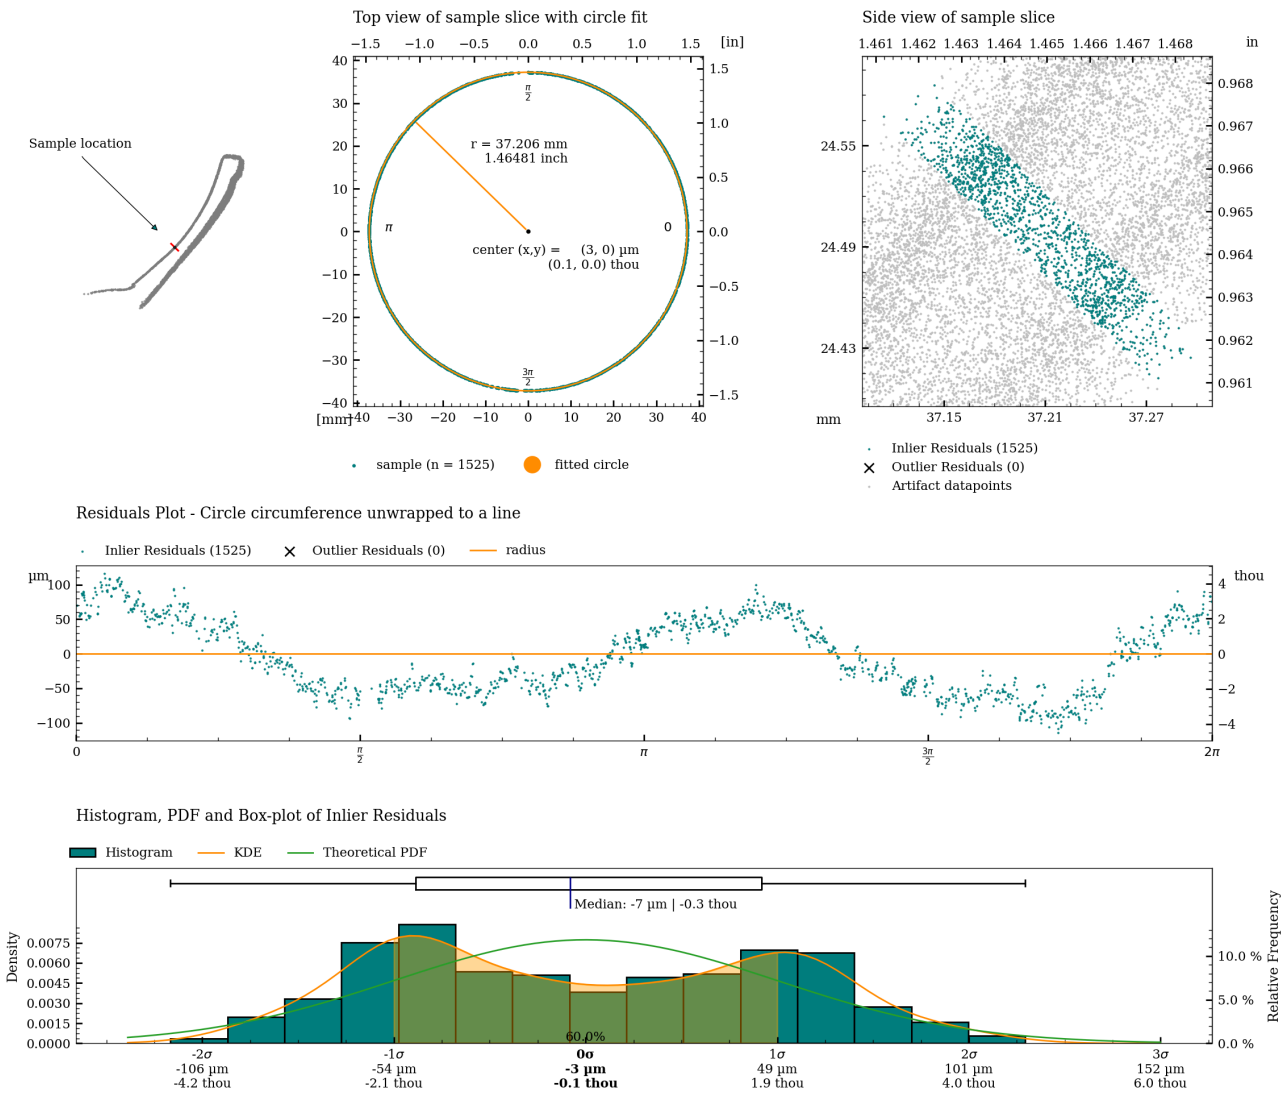 Top view of sample slice with circle fit
−1.5 −1.0 −0.5 0.0 0.5 1.0 1.5 [in]
Sample location
40
30
20
10
0
−10
−20
−30
−40
1.5
1.0
0.5
0.0
−0.5
−1.0
−1.5
π/2
r = 37.206 mm
1.46481 inch
π
0
center (x,y) = (3, 0) µm
(0.1, 0.0) thou
3π/2
[mm]
−40 −30 −20 −10 0 10 20 30 40
sample (n = 1525) fitted circle
Side view of sample slice
1.461 1.462 1.463 1.464 1.465 1.466 1.467 1.468 in
24.55
24.49
24.43
0.968
0.967
0.966
0.965
0.964
0.963
0.962
0.961
mm 37.15 37.21 37.27
Inlier Residuals (1525)
Outlier Residuals (0)
Artifact datapoints
Residuals Plot - Circle circumference unwrapped to a line
Inlier Residuals (1525) Outlier Residuals (0) radius
µm
100
50
0
−50
−100
thou
4
2
0
−2
−4
0 π/2 π 3π/2 2π
Histogram, PDF and Box-plot of Inlier Residuals
Histogram KDE Theoretical PDF
Median: -7 µm | -0.3 thou
Density
0.0075
0.0060
0.0045
0.0030
0.0015
0.0000
Relative Frequency
10.0 %
5.0 %
0.0 %
60.0%
-2σ -1σ 0σ 1σ 2σ 3σ
-106 µm -54 µm -3 µm 49 µm 101 µm 152 µm
-4.2 thou -2.1 thou -0.1 thou 1.9 thou 4.0 thou 6.0 thou